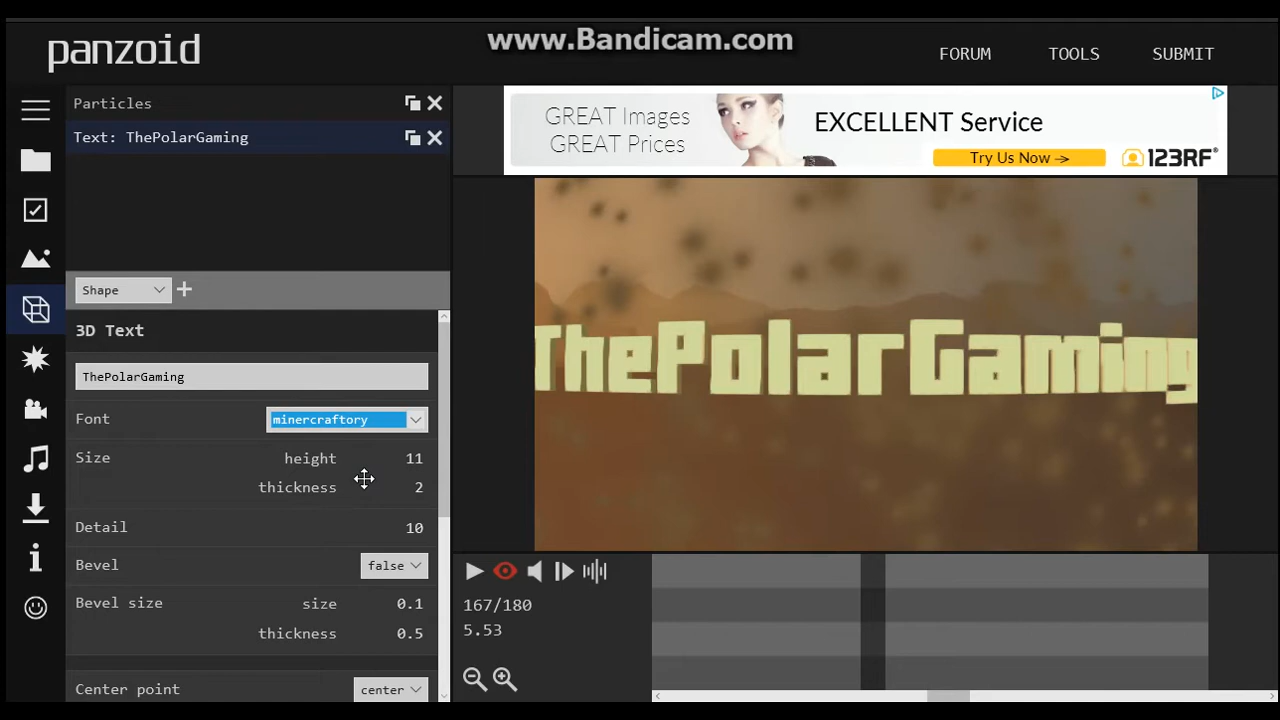 www.Bandicam.com
panzoid
FORUM TOOLS SUBMIT
Particles
Text: ThePolarGaming
GREAT Images
GREAT Prices
EXCELLENT Service
Try Us Now →
123RF®
Shape
3D Text
ThePolarGaming
Font minercraftory
Size height 11
thickness 2
Detail 10
Bevel false
Bevel size size 0.1
thickness 0.5
Center point center
ThePolarGaming
167/180
5.53